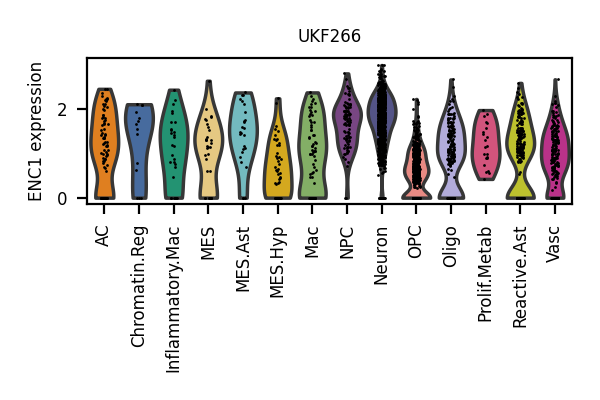 UKF266
ENC1 expression
2
0
AC
Chromatin.Reg
Inflammatory.Mac
MES
MES.Ast
MES.Hyp
Mac
NPC
Neuron
OPC
Oligo
Prolif.Metab
Reactive.Ast
Vasc